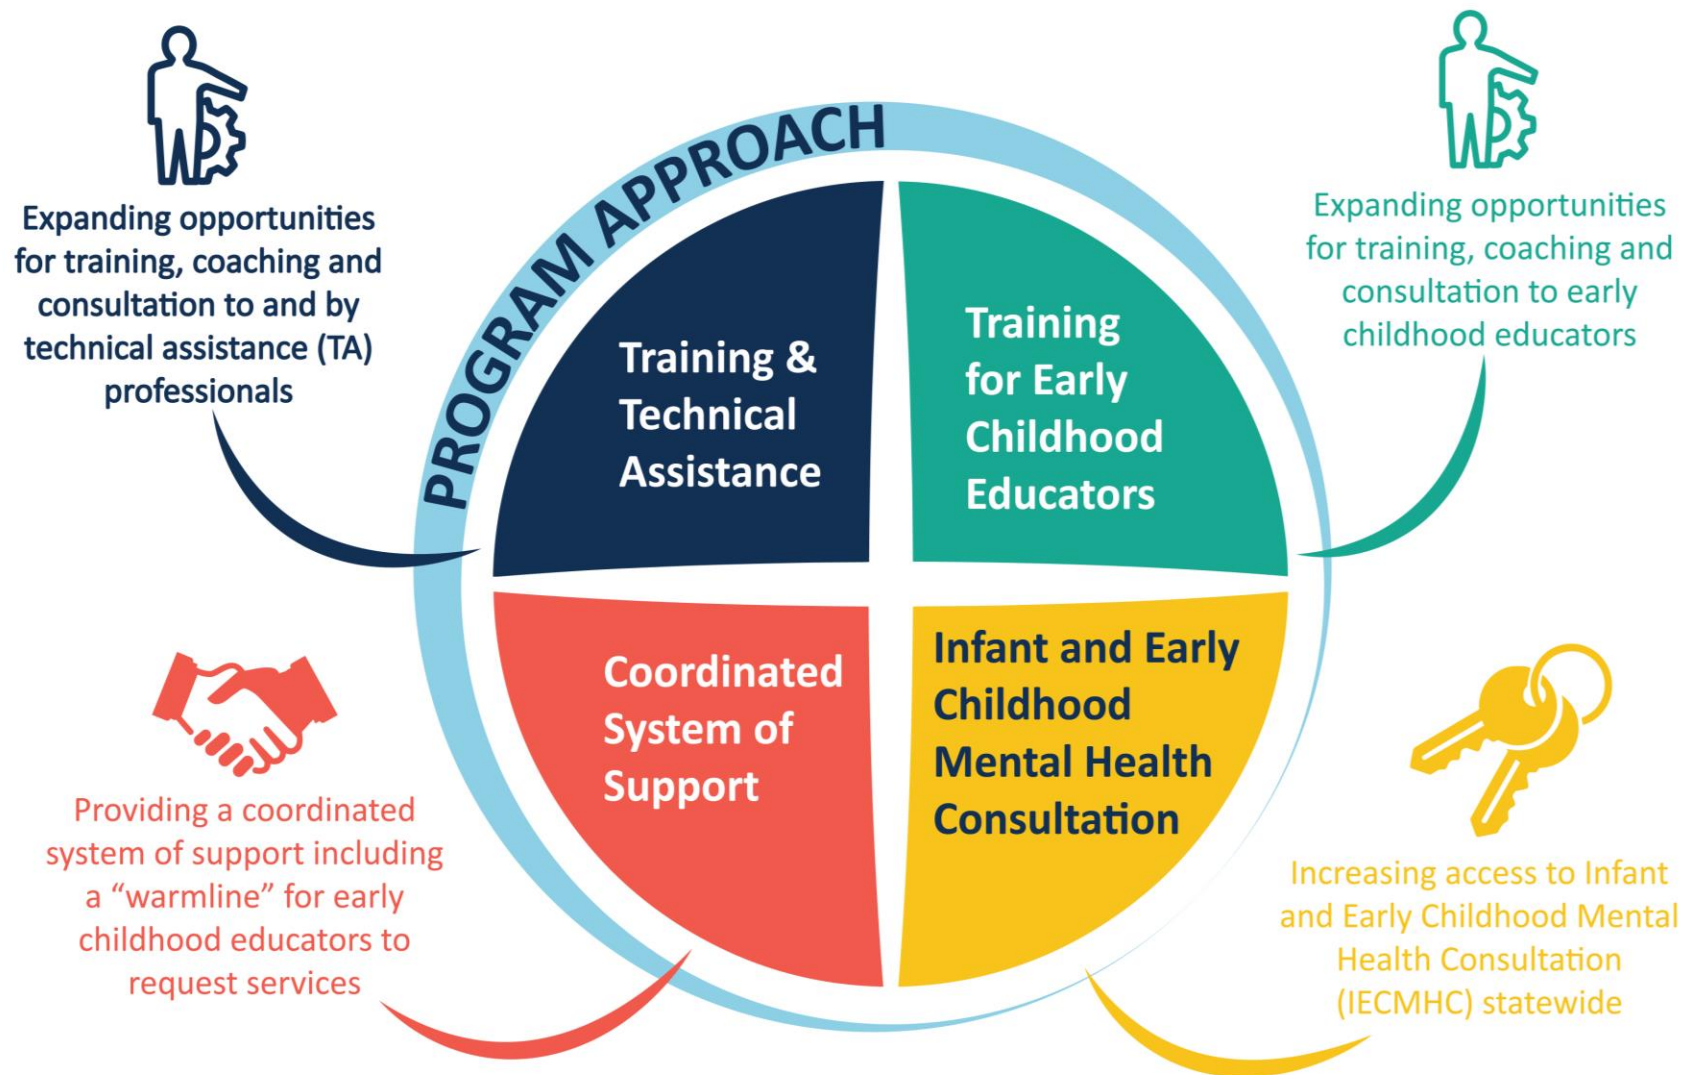 PROGRAM APPROACH
Expanding opportunities
for training, coaching and
consultation to and by
technical assistance (TA)
professionals
Training &
Technical
Assistance
Training
for Early
Childhood
Educators
Expanding opportunities
for training, coaching and
consultation to early
childhood educators
Providing a coordinated
system of support including
a “warmline” for early
childhood educators to
request services
Coordinated
System of
Support
Infant and Early
Childhood
Mental Health
Consultation
Increasing access to Infant
and Early Childhood Mental
Health Consultation
(IECMHC) statewide